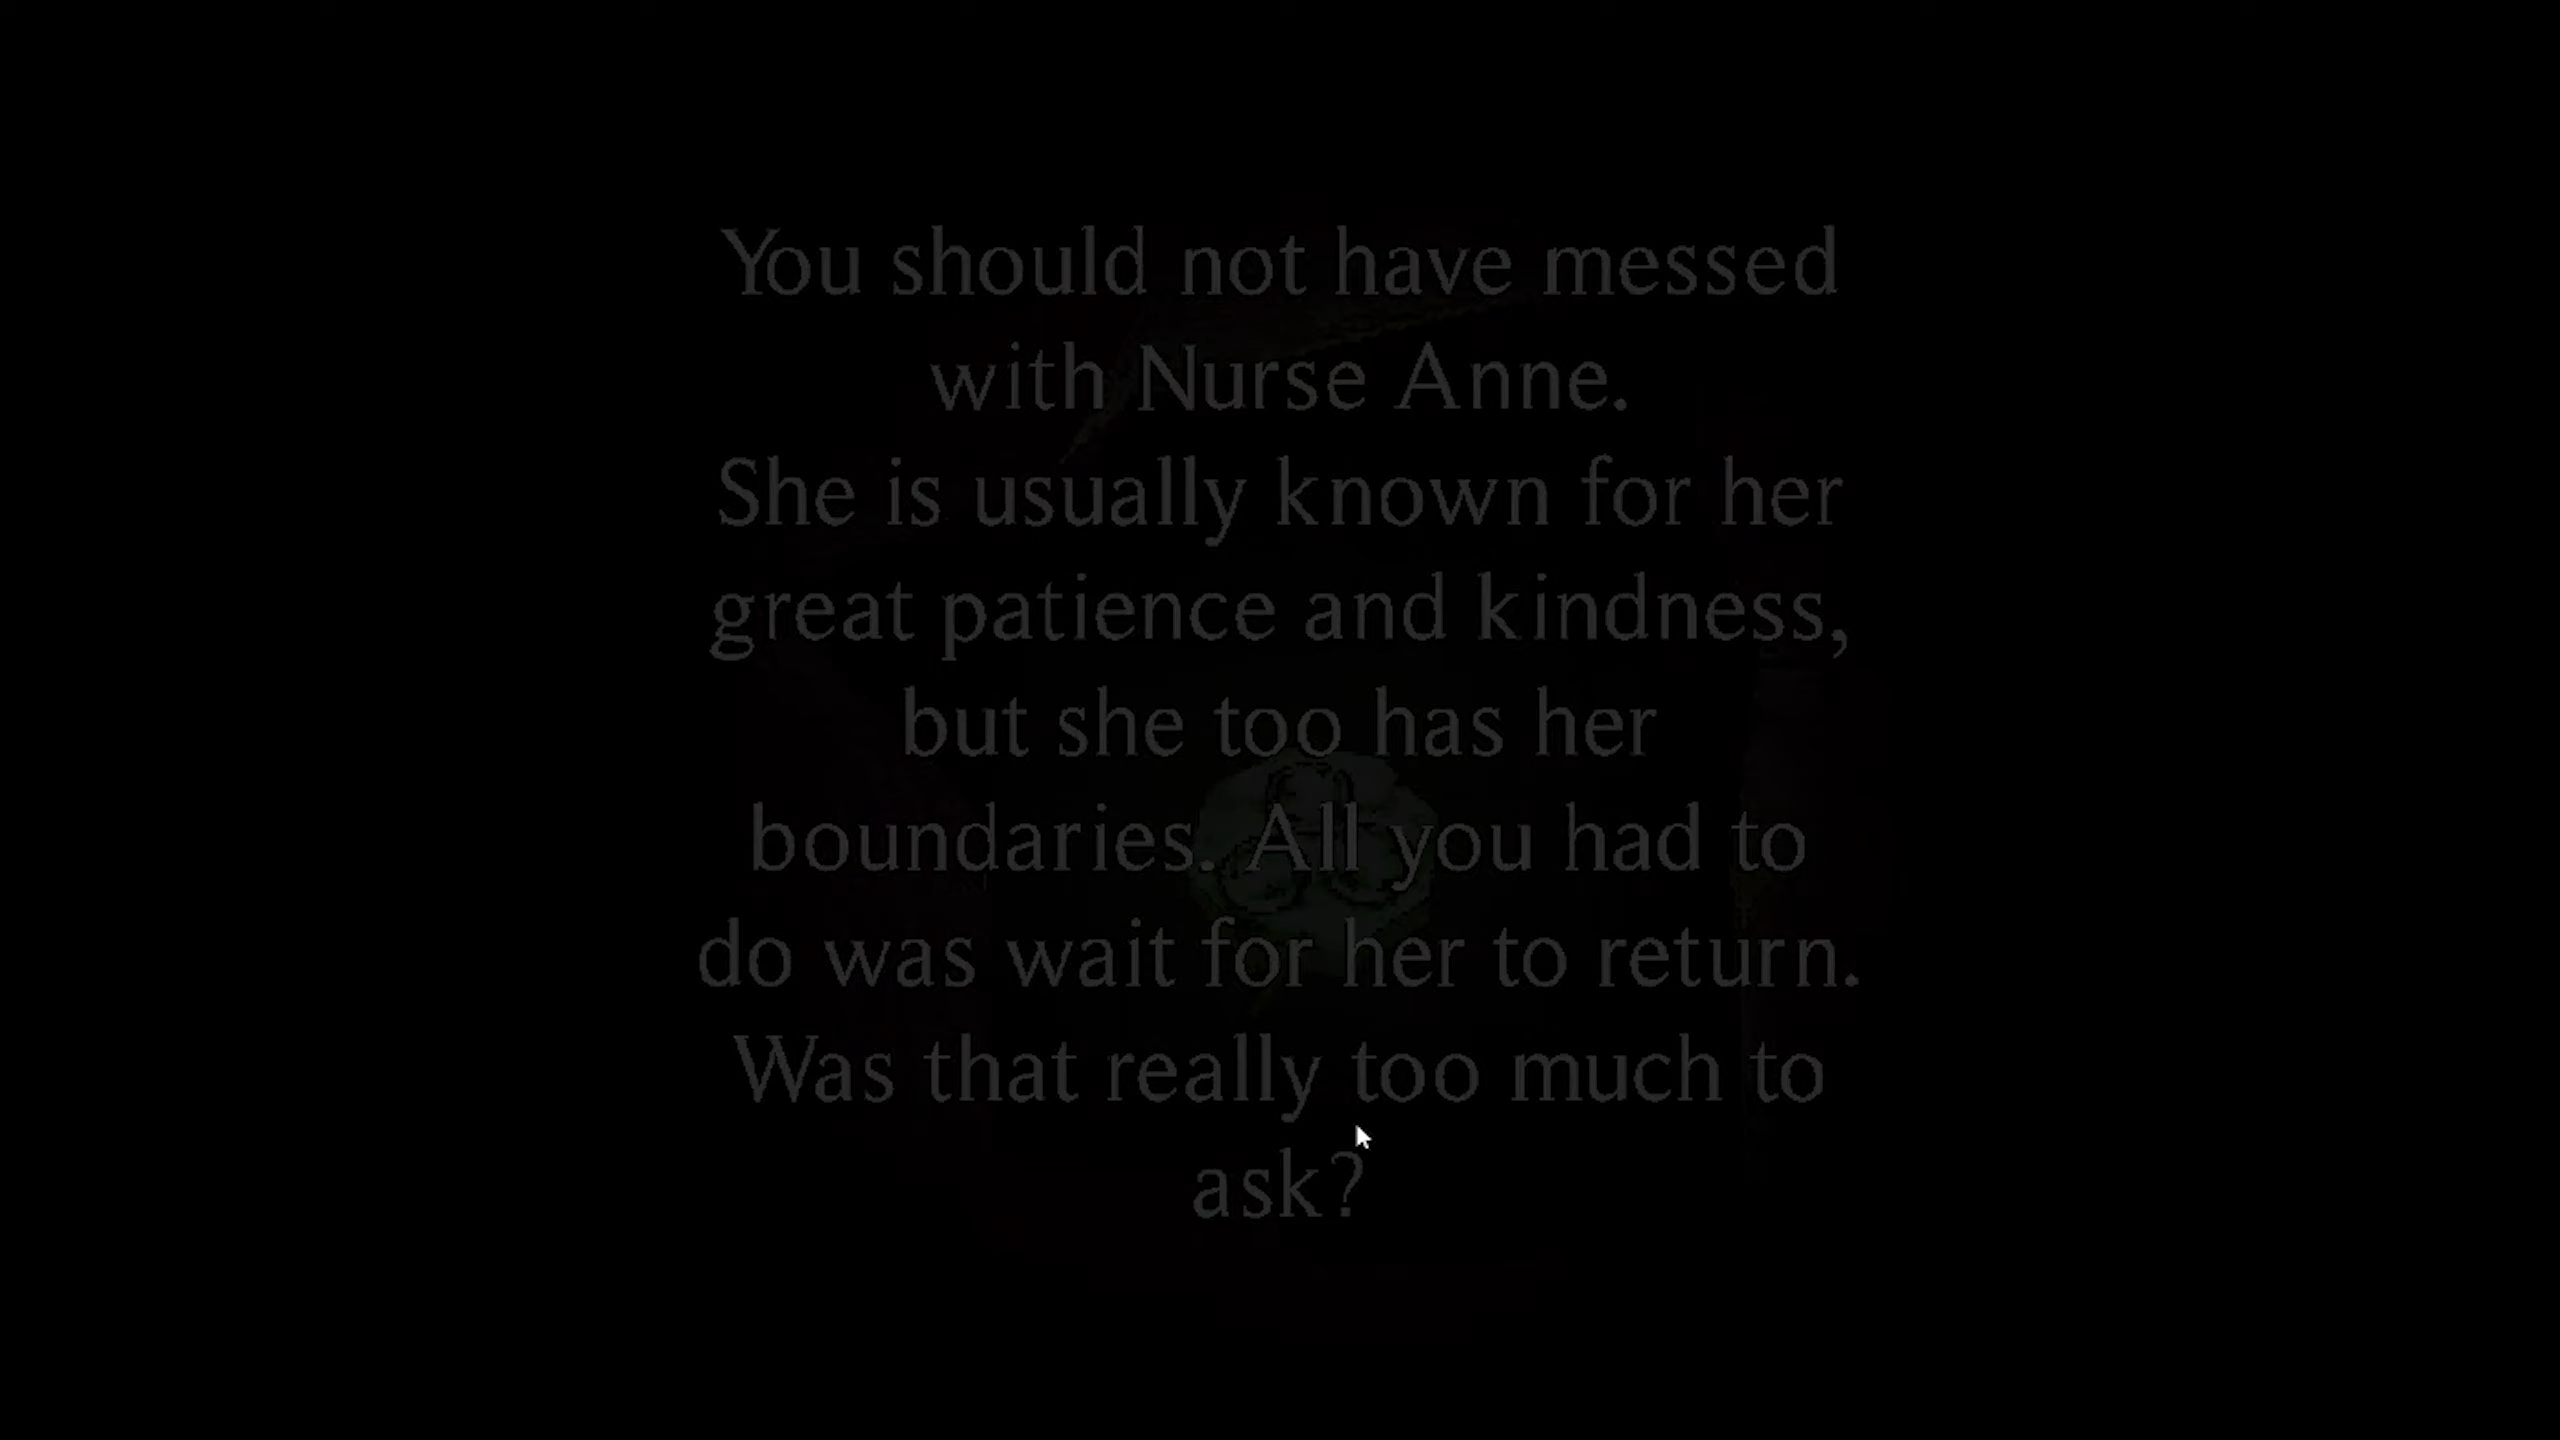 You should not have messed
with Nurse Anne.
She is usually known for her
great patience and kindness,
but she too has her
boundaries. All you had to
do was wait for her to return.
Was that really too much to
ask?